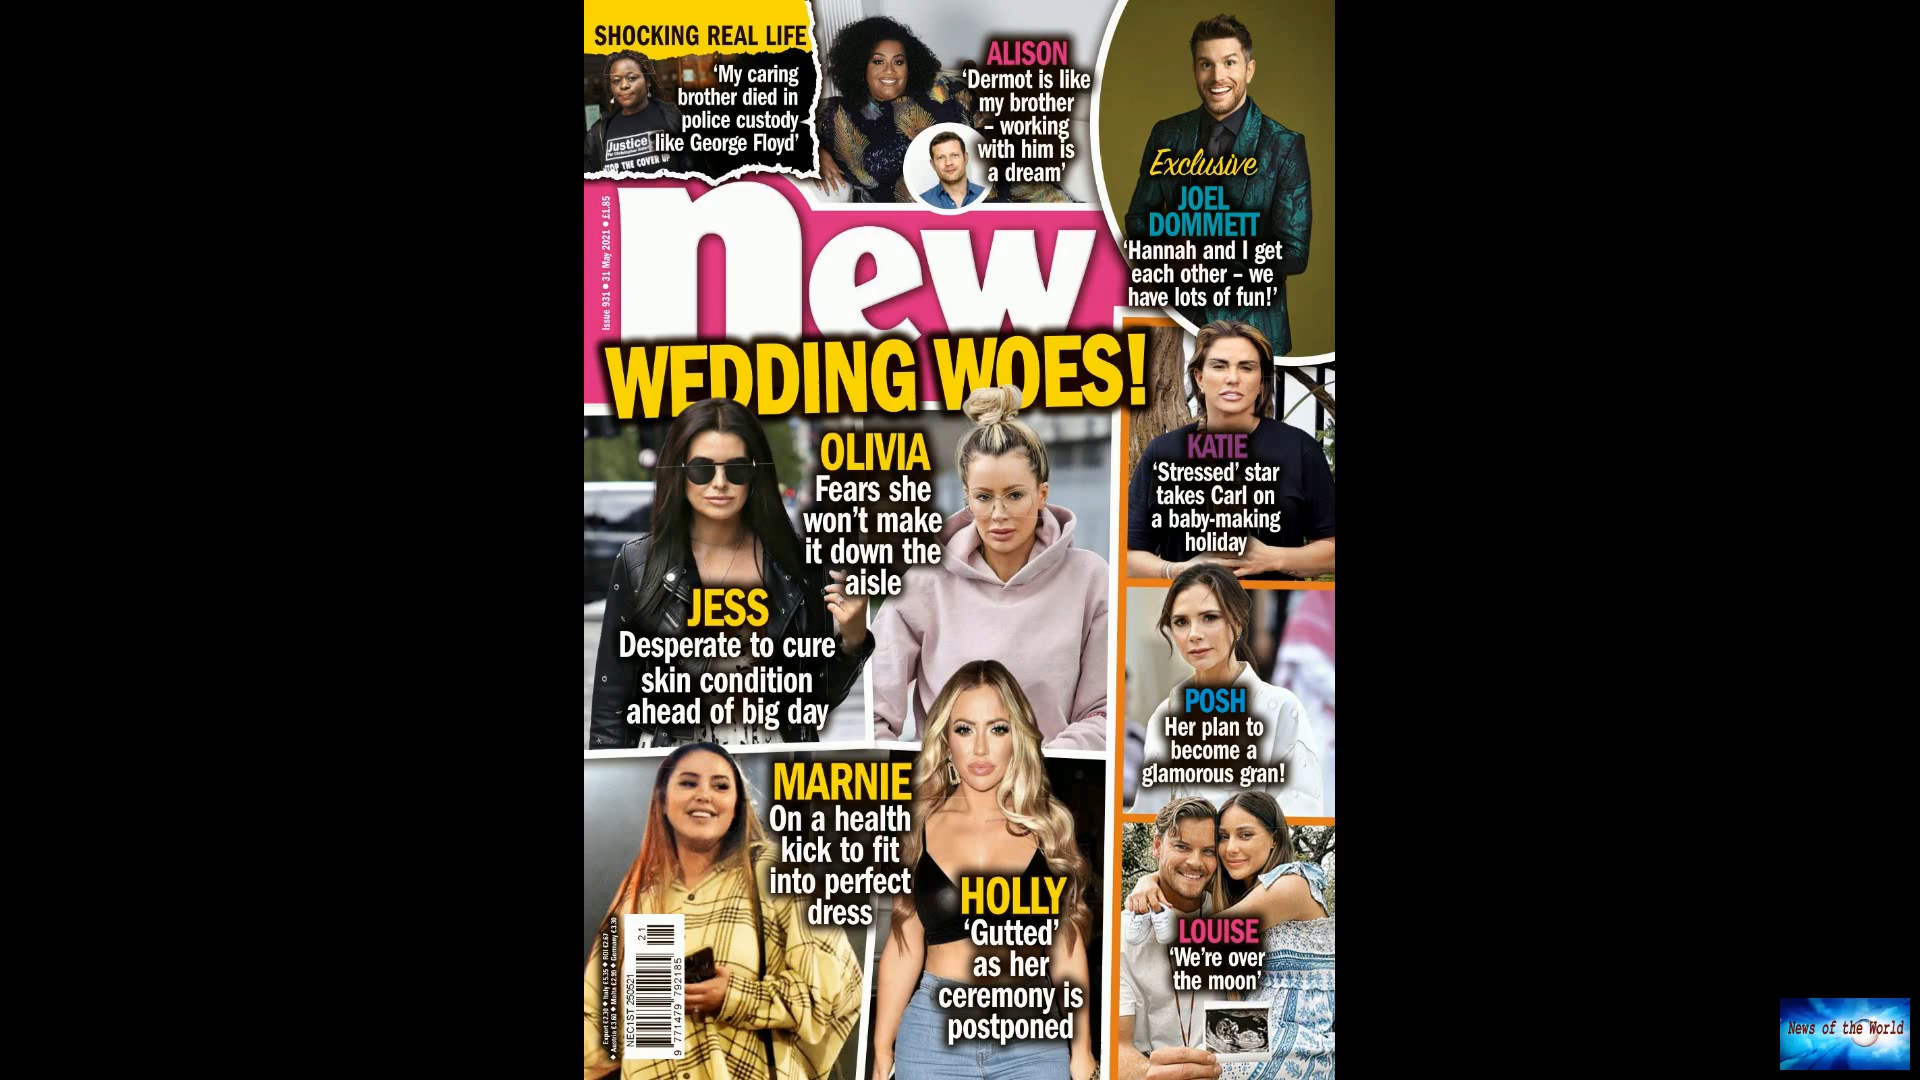 SHOCKING REAL LIFE
‘My caring
brother died in
police custody
like George Floyd’
Justice
STOP THE COVER UP
ALISON
‘Dermot is like
my brother
– working
with him is
a dream’
Exclusive
JOEL
DOMMETT
‘Hannah and I get
each other – we
have lots of fun!’
Issue 931 ● 31 May 2021 ● £1.85
new
WEDDING WOES!
OLIVIA
Fears she
won’t make
it down the
aisle
JESS
Desperate to cure
skin condition
ahead of big day
MARNIE
On a health
kick to fit
into perfect
dress
HOLLY
‘Gutted’
as her
ceremony is
postponed
KATIE
‘Stressed’ star
takes Carl on
a baby-making
holiday
POSH
Her plan to
become a
glamorous gran!
LOUISE
‘We’re over
the moon’
NEC1ST 250521
21
9 771479 792185
News of the World